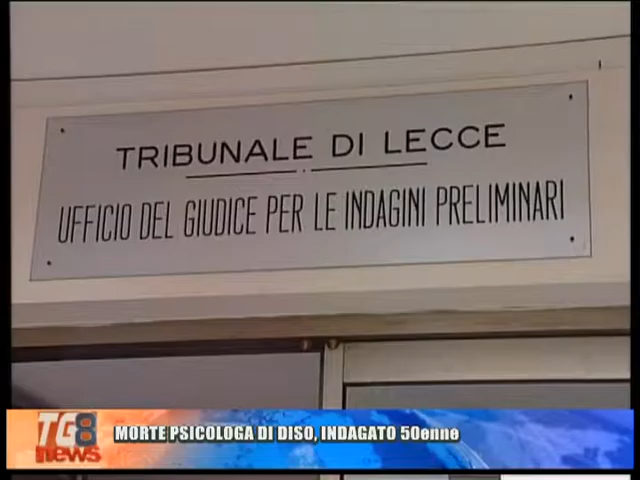 TRIBUNALE DI LECCE
UFFICIO DEL GIUDICE PER LE INDAGINI PRELIMINARI
TG8
news
MORTE PSICOLOGA DI DISO, INDAGATO 50enne